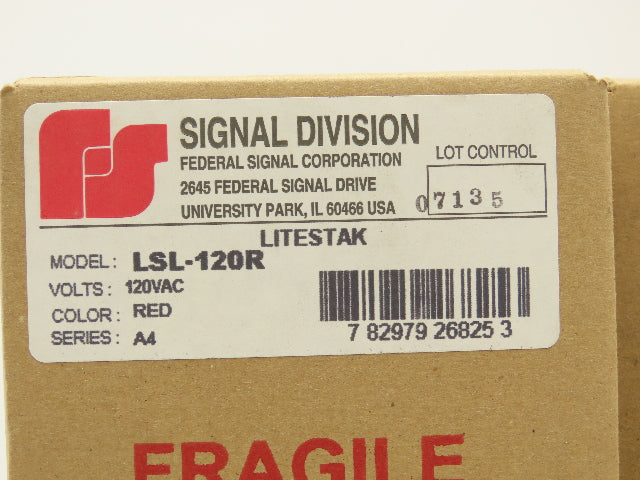 FS
SIGNAL DIVISION
FEDERAL SIGNAL CORPORATION
2645 FEDERAL SIGNAL DRIVE
UNIVERSITY PARK, IL 60466 USA
LOT CONTROL
07135
LITESTAK
MODEL: LSL-120R
VOLTS: 120VAC
COLOR: RED
SERIES: A4
7 82979 26825 3
FRAGILE